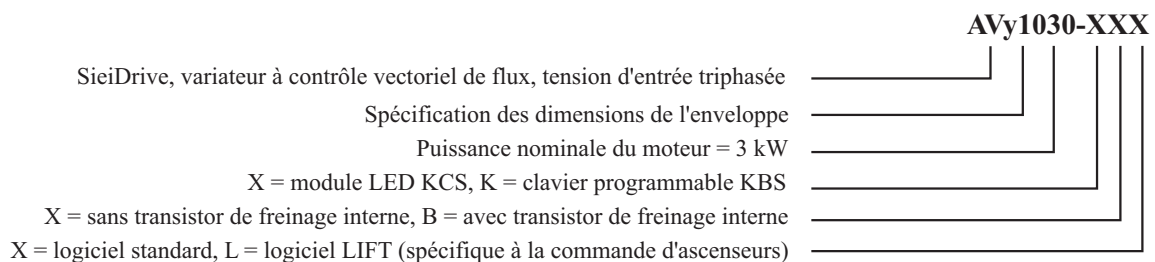 AVy1030-XXX
SieiDrive, variateur à contrôle vectoriel de flux, tension d'entrée triphasée
Spécification des dimensions de l'enveloppe
Puissance nominale du moteur = 3 kW
X = module LED KCS, K = clavier programmable KBS
X = sans transistor de freinage interne, B = avec transistor de freinage interne
X = logiciel standard, L = logiciel LIFT (spécifique à la commande d'ascenseurs)